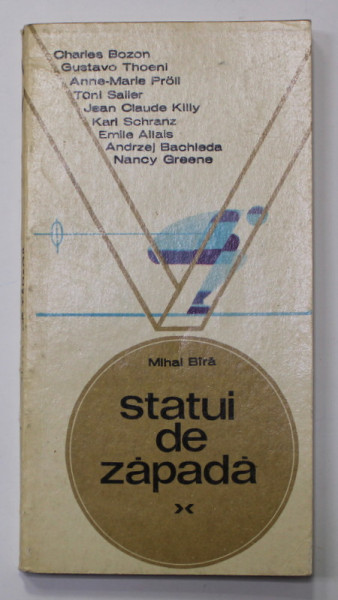 Charles Bozon
Gustavo Thoeni
Anne-Marie Pröll
Toni Sailer
Jean Claude Killy
Karl Schranz
Emile Allais
Andrzej Bachleda
Nancy Greene
Mihai Bîră
statui
de
zăpadă